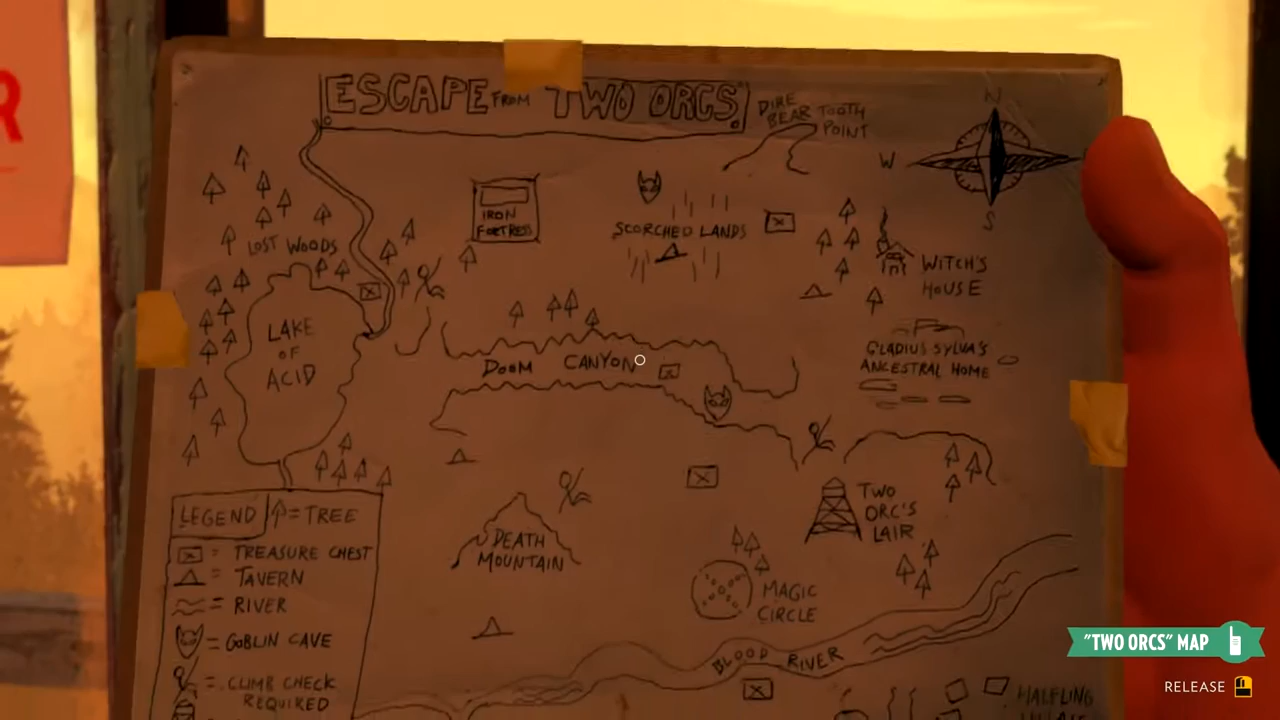 R
ESCAPE FROM TWO ORCS
DIRE
BEAR TOOTH
POINT
N
W
S
IRON
FORTRESS
SCORCHED LANDS
LOST WOODS
WITCH'S
HOUSE
LAKE
OF
ACID
DOOM CANYON
GLADIUS SYLVA'S
ANCESTRAL HOME
TWO
ORC'S
LAIR
DEATH
MOUNTAIN
MAGIC
CIRCLE
BLOOD RIVER
LEGEND
= TREE
= TREASURE CHEST
= TAVERN
= RIVER
= GOBLIN CAVE
= CLIMB CHECK
REQUIRED
HALFLING
"TWO ORCS" MAP
RELEASE